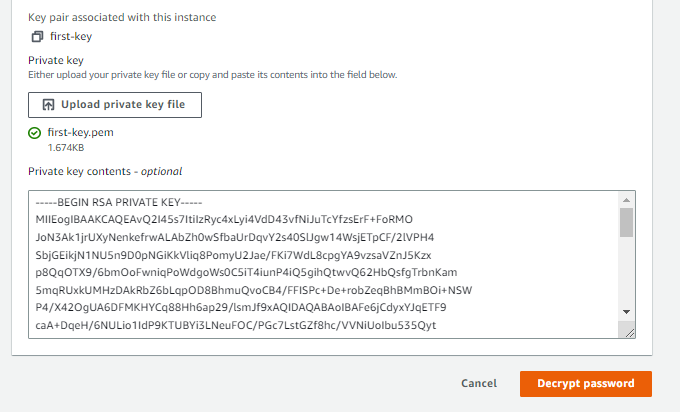 Key pair associated with this instance
first-key
Private key
Either upload your private key file or copy and paste its contents into the field below.
Upload private key file
first-key.pem
1.674KB
Private key contents - optional
-----BEGIN RSA PRIVATE KEY-----
MIIEogIBAAKCAQEAvQ2I45s7ItiIzRyc4xLyi4VdD43vfNiJuTcYfzsErF+FoRMO
JoN3Ak1jrUXyNenkefrwALAbZh0wSfbaUrDqvY2s40SlJgw14WsjETpCF/2lVPH4
SbjGEikjN1NU5n9D0pNGiKkVliq8PomyU2Jae/FKi7WdL8cpgYA9vzsaVZnJ5Kzx
p8QqOTX9/6bmOoFwniqPoWdgoWs0C5iT4iunP4iQ5gihQtwvQ62HbQsfgTrbnKam
5mqRUxkUMHzDAkRbZ6bLqpOD8BhmuQvoCB4/FFISPc+De+robZeqBhBMmBOi+NSW
P4/X42OgUA6DFMKHYCq88Hh6ap29/lsmJf9xAQIDAQABAoIBAFe6jCdyxYJqETF9
caA+DqeH/6NULio1IdP9KTUBYi3LNeuFOC/PGc7LstGZf8hc/VVNiUoIbu535Qyt
Cancel
Decrypt password